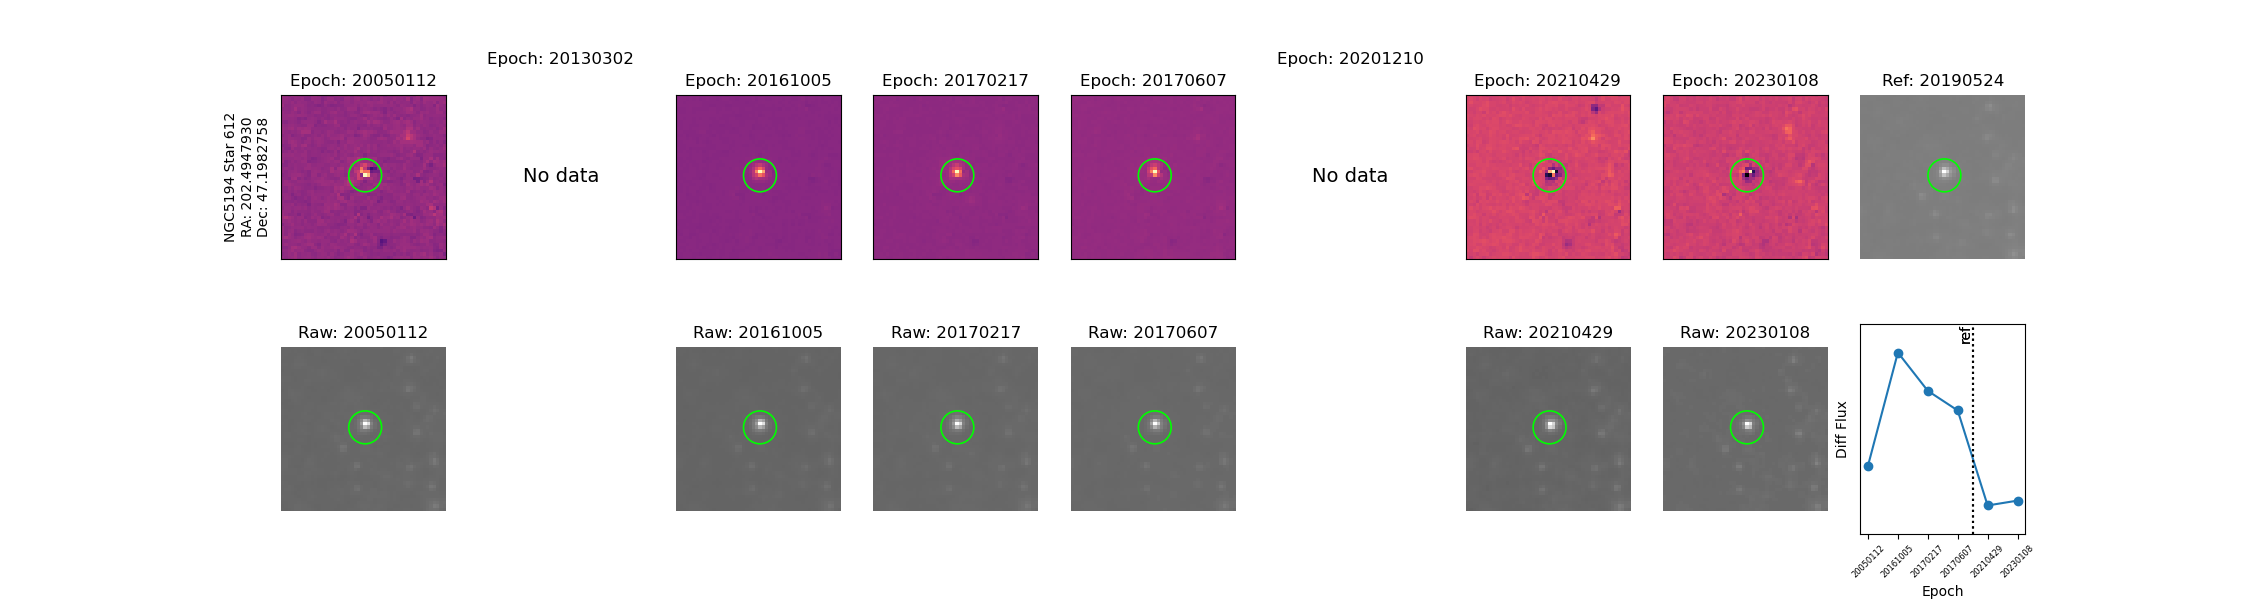 Epoch: 20130302
Epoch: 20201210
Epoch: 20050112
Epoch: 20161005
Epoch: 20170217
Epoch: 20170607
Epoch: 20210429
Epoch: 20230108
Ref: 20190524
NGC5194 Star 612
RA: 202.4947930
Dec: 47.1982758
No data
No data
Raw: 20050112
Raw: 20161005
Raw: 20170217
Raw: 20170607
Raw: 20210429
Raw: 20230108
ref
Diff Flux
20050112
20161005
20170217
20170607
20210429
20230108
Epoch